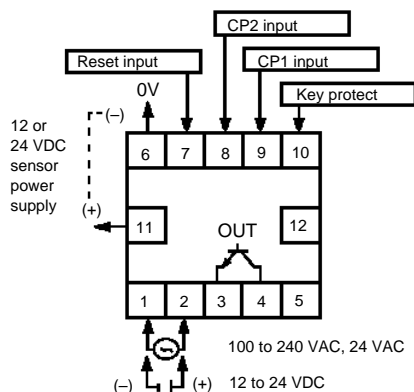 CP2 input
Reset input
CP1 input
0V
Key protect
(–)
12 or
24 VDC
sensor
power
supply
(+)
6
7
8
9
10
11
12
OUT
1
2
3
4
5
100 to 240 VAC, 24 VAC
(–)
(+)
12 to 24 VDC